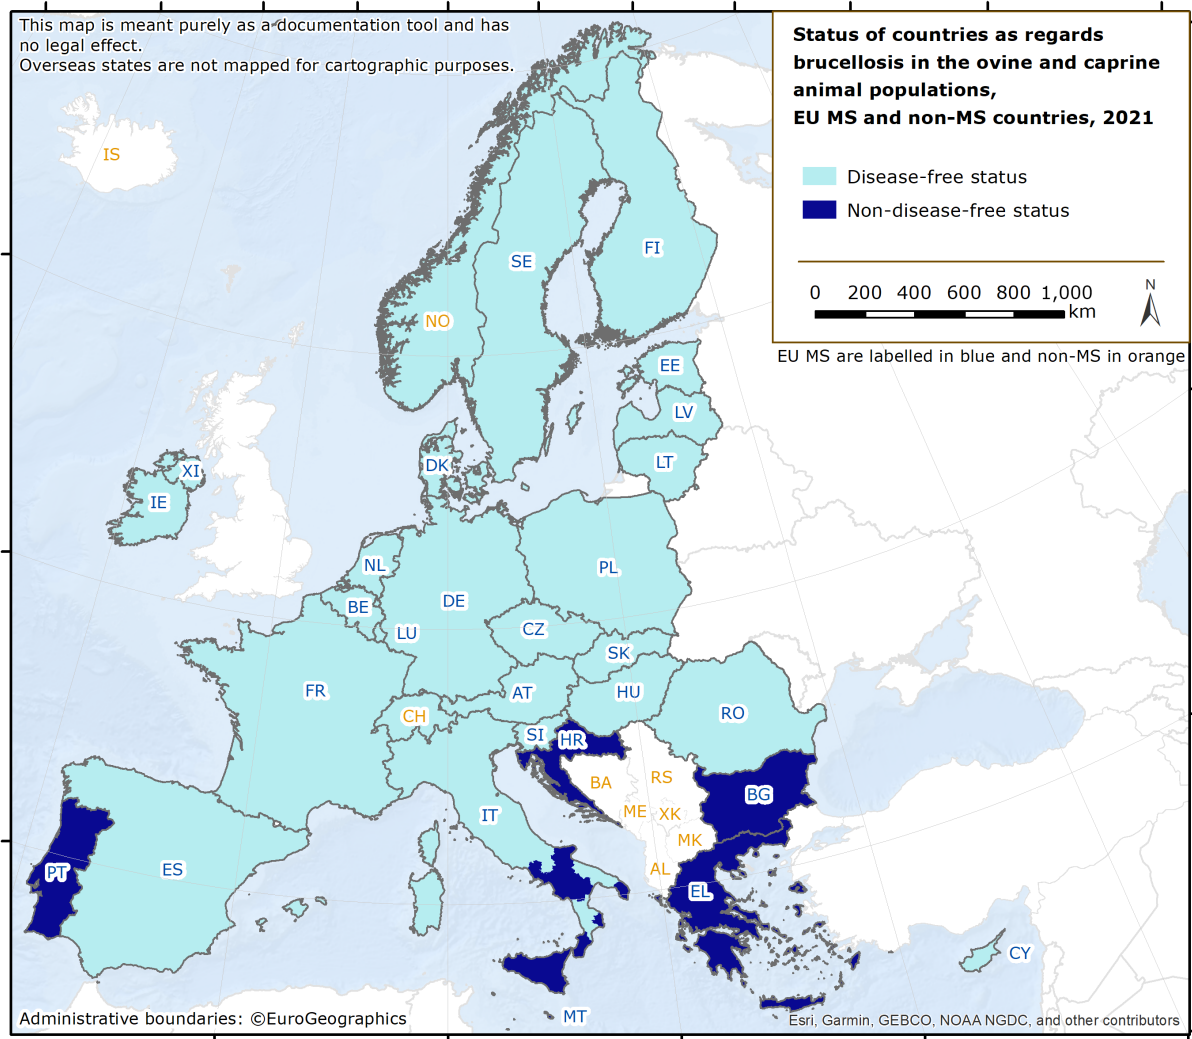 This map is meant purely as a documentation tool and has
no legal effect.
Overseas states are not mapped for cartographic purposes.
Status of countries as regards
brucellosis in the ovine and caprine
animal populations,
EU MS and non-MS countries, 2021
Disease-free status
Non-disease-free status
0 200 400 600 800 1,000
km
N
EU MS are labelled in blue and non-MS in orange
IS
SE
FI
NO
EE
LV
LT
DK
XI
IE
NL
PL
BE
DE
LU
CZ
SK
FR
AT
HU
CH
RO
SI
HR
RS
BA
BG
ME
XK
IT
MK
PT
ES
AL
EL
CY
MT
Administrative boundaries: ©EuroGeographics
Esri, Garmin, GEBCO, NOAA NGDC, and other contributors